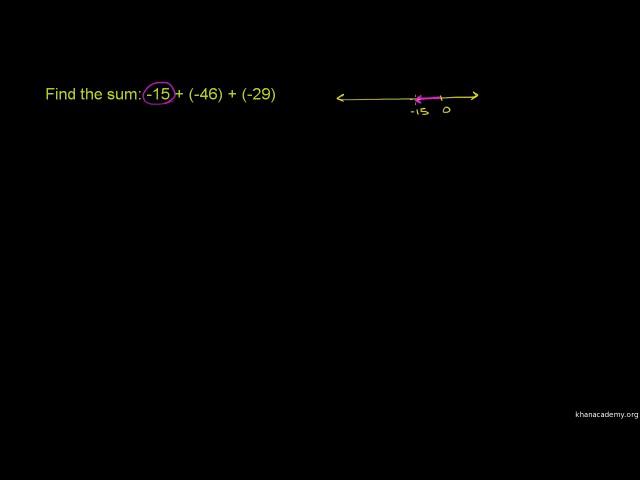 Find the sum: -15 + (-46) + (-29)
-15 0
khanacademy.org